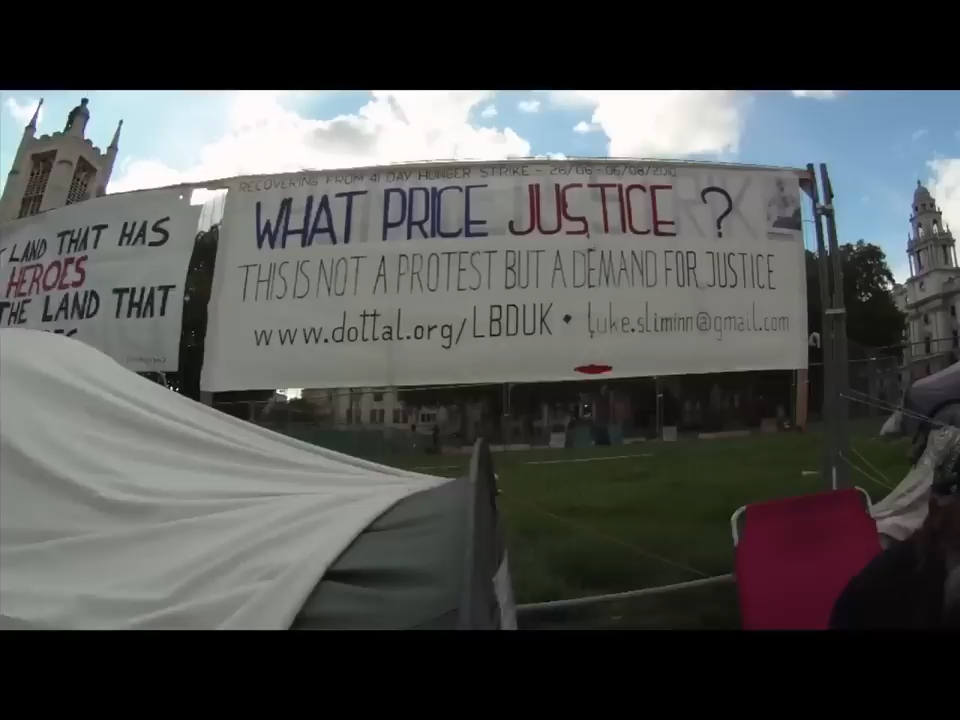 LAND THAT HAS
HEROES
THE LAND THAT
RECOVERING FROM 41 DAY HUNGER STRIKE - 26/06 - 06/08/2010
WHAT PRICE JUSTICE ?
THIS IS NOT A PROTEST BUT A DEMAND FOR JUSTICE
www.dottal.org/LBDUK • luke.sliminn@gmail.com